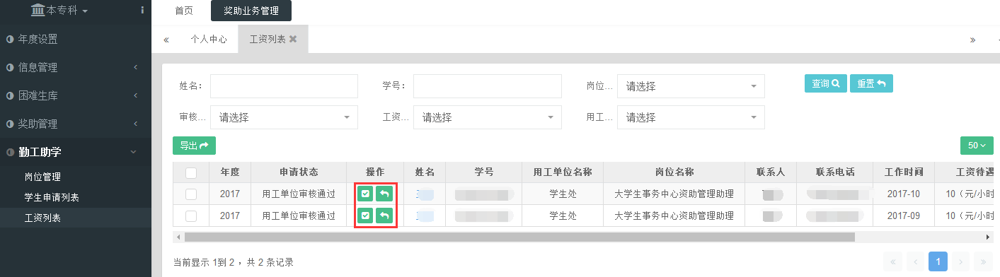 本专科
首页
奖助业务管理
年度设置
信息管理
困难生库
奖助管理
勤工助学
岗位管理
学生申请列表
工资列表
« 个人中心 工资列表 ✖ »
姓名： 学号： 岗位... 请选择 查询 重置
审核... 请选择 工资... 请选择 用工... 请选择
导出 50
年度 申请状态 操作 姓名 学号 用工单位名称 岗位名称 联系人 联系电话 工作时间 工资待遇
2017 用工单位审核通过 学生处 大学生事务中心资助管理助理 2017-10 10（元/小时
2017 用工单位审核通过 学生处 大学生事务中心资助管理助理 2017-09 10（元/小时
当前显示 1到 2 ，共 2 条记录 « ‹ 1 › »